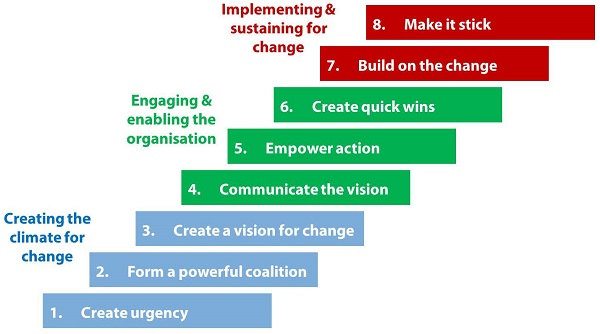 Implementing &
sustaining for
change
8. Make it stick
7. Build on the change
Engaging &
enabling the
organisation
6. Create quick wins
5. Empower action
4. Communicate the vision
Creating the
climate for
change
3. Create a vision for change
2. Form a powerful coalition
1. Create urgency